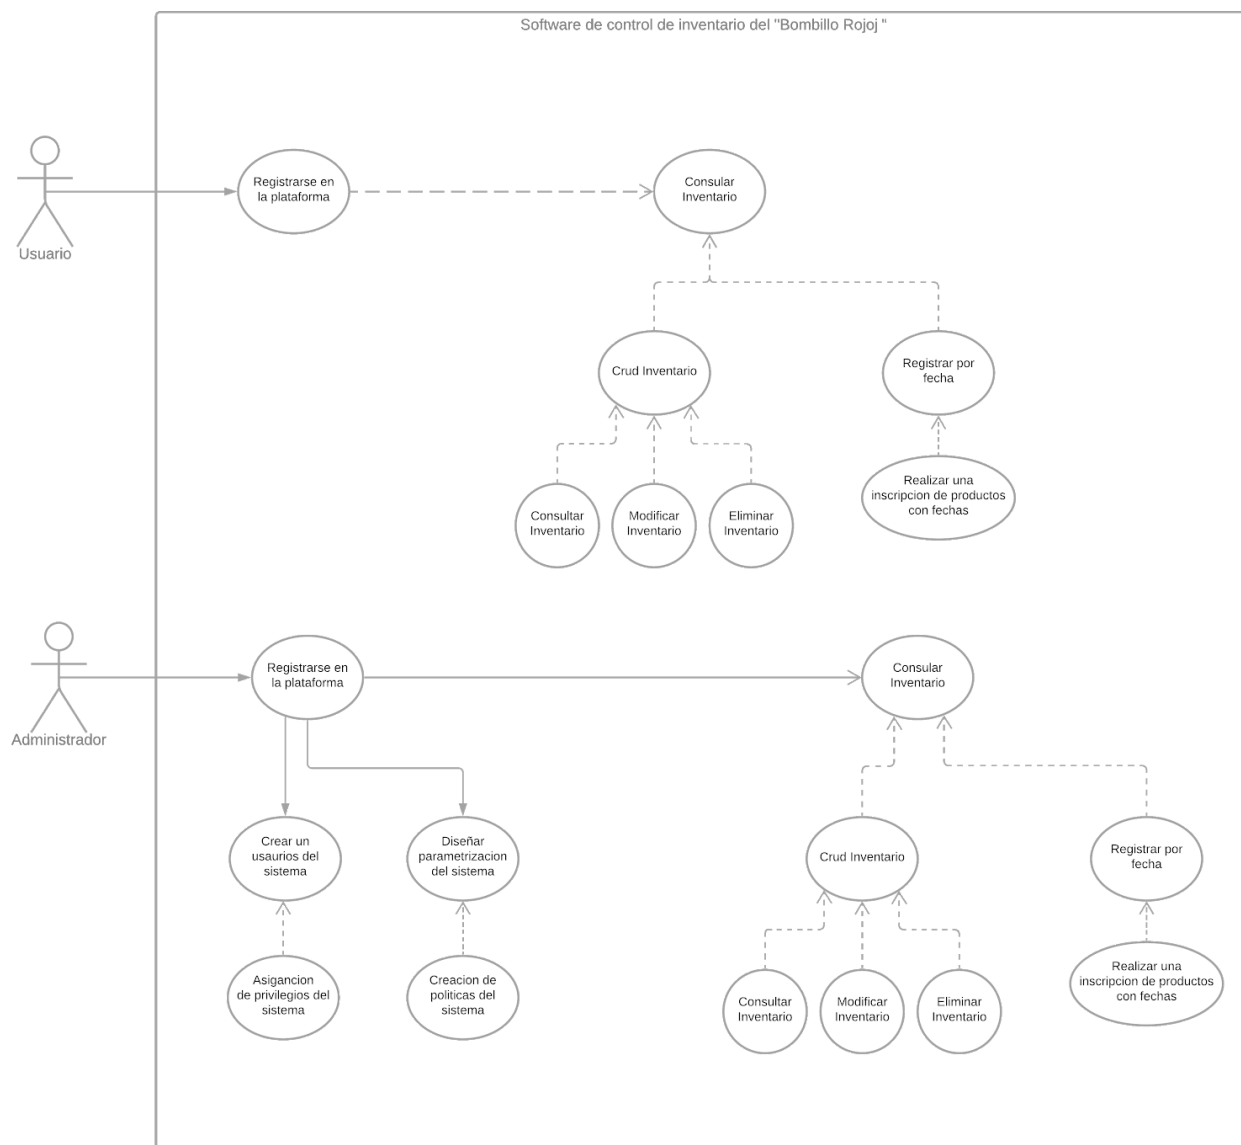 Software de control de inventario del "Bombillo Rojoj "
Registrarse en
la plataforma
Consular
Inventario
Usuario
Crud Inventario
Registrar por
fecha
Realizar una
inscripcion de productos
con fechas
Consultar
Inventario
Modificar
Inventario
Eliminar
Inventario
Registrarse en
la plataforma
Consular
Inventario
Administrador
Crear un
usaurios del
sistema
Diseñar
parametrizacion
del sistema
Crud Inventario
Registrar por
fecha
Asigancion
de privilegios del
sistema
Creacion de
politicas del
sistema
Consultar
Inventario
Modificar
Inventario
Eliminar
Inventario
Realizar una
inscripcion de productos
con fechas